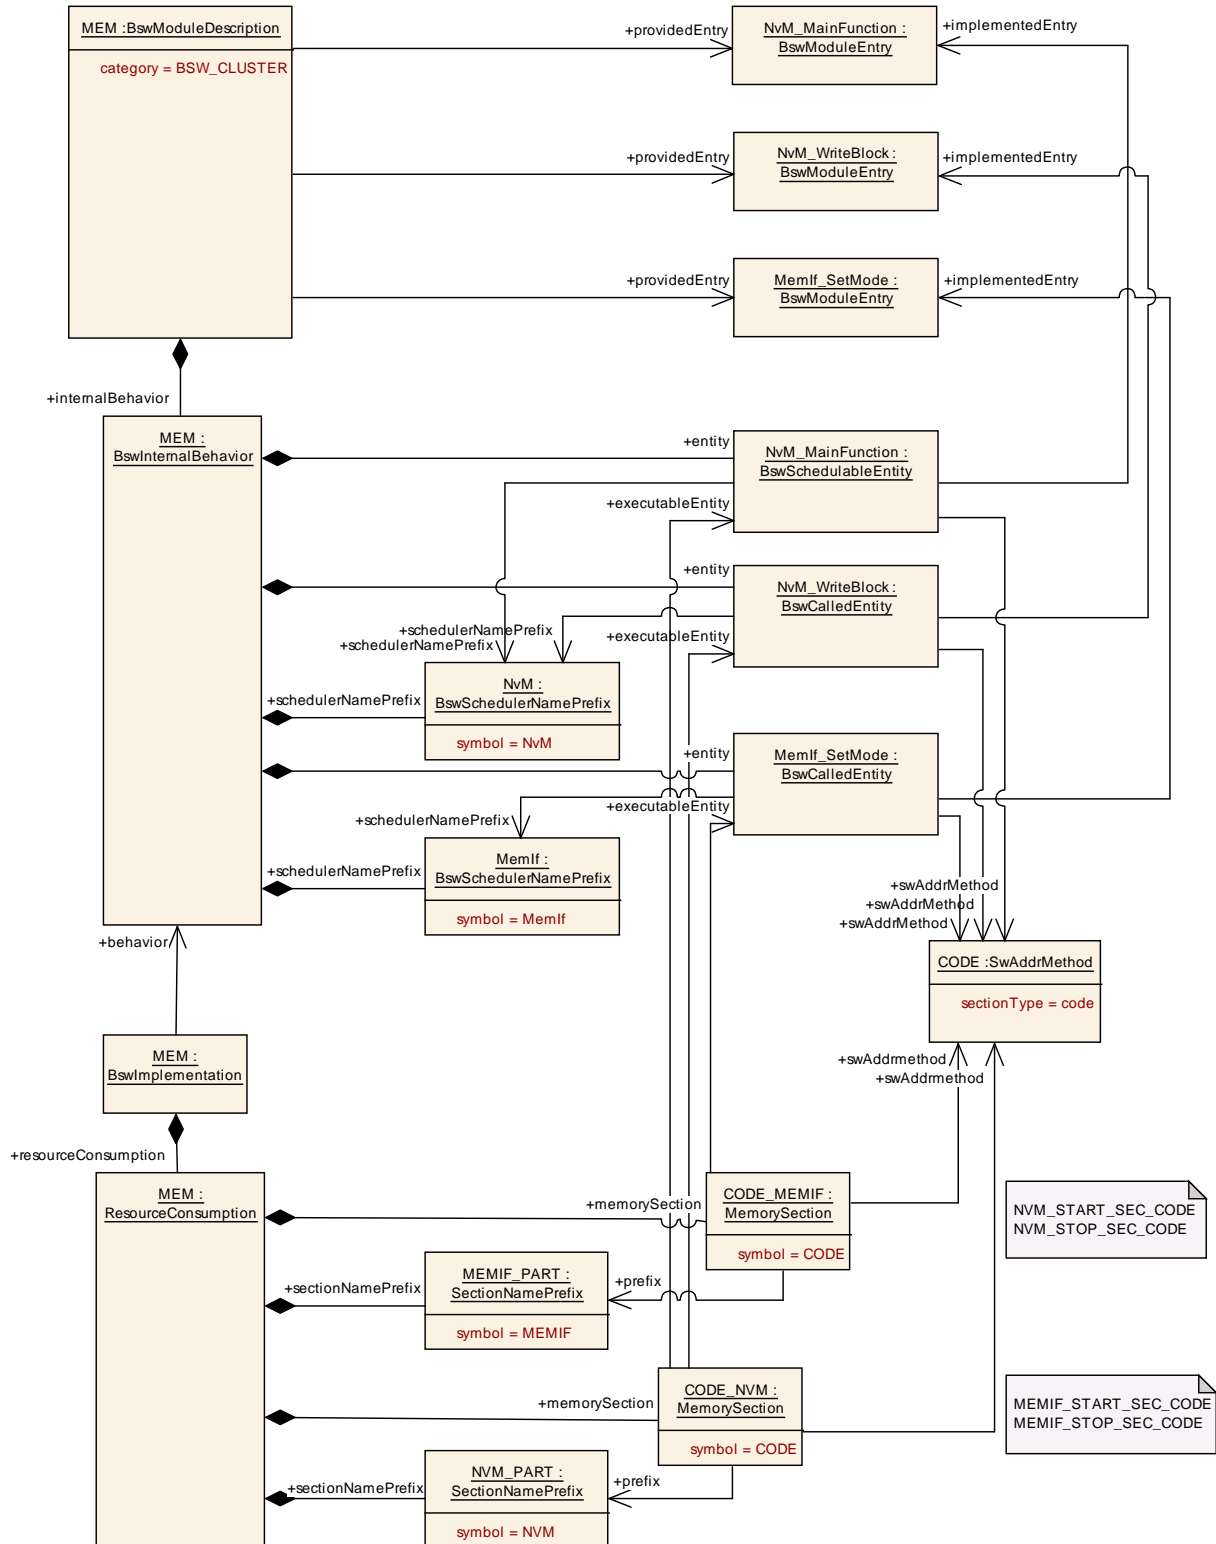 MEM :BswModuleDescription
category = BSW_CLUSTER
+providedEntry
NvM_MainFunction :
BswModuleEntry
+implementedEntry
+providedEntry
NvM_WriteBlock :
BswModuleEntry
+implementedEntry
+providedEntry
MemIf_SetMode :
BswModuleEntry
+implementedEntry
+internalBehavior
MEM :
BswInternalBehavior
+entity
NvM_MainFunction :
BswSchedulableEntity
+executableEntity
+entity
NvM_WriteBlock :
BswCalledEntity
+executableEntity
+schedulerNamePrefix
+schedulerNamePrefix
+schedulerNamePrefix
NvM :
BswSchedulerNamePrefix
symbol = NvM
+entity
MemIf_SetMode :
BswCalledEntity
+executableEntity
+schedulerNamePrefix
+schedulerNamePrefix
MemIf :
BswSchedulerNamePrefix
symbol = MemIf
+swAddrMethod
+swAddrMethod
+swAddrMethod
+behavior
CODE :SwAddrMethod
sectionType = code
MEM :
BswImplementation
+swAddrmethod
+swAddrmethod
+resourceConsumption
MEM :
ResourceConsumption
+memorySection
CODE_MEMIF :
MemorySection
symbol = CODE
NVM_START_SEC_CODE
NVM_STOP_SEC_CODE
+sectionNamePrefix
MEMIF_PART :
SectionNamePrefix
symbol = MEMIF
+prefix
+memorySection
CODE_NVM :
MemorySection
symbol = CODE
MEMIF_START_SEC_CODE
MEMIF_STOP_SEC_CODE
+sectionNamePrefix
NVM_PART :
SectionNamePrefix
symbol = NVM
+prefix